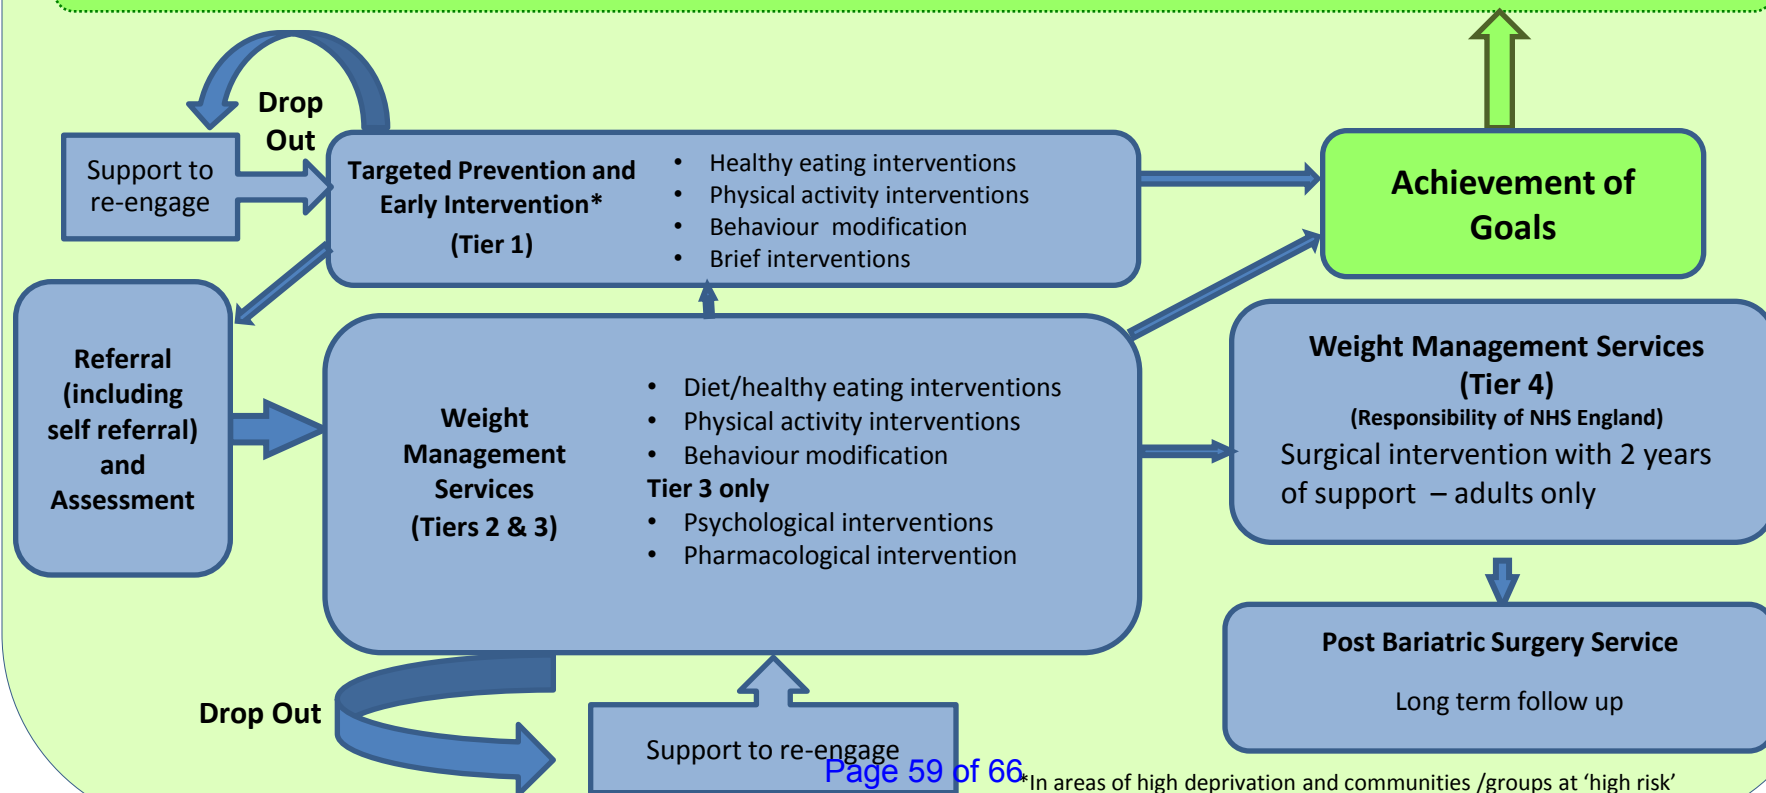 Drop
Out
Support to
re-engage
Targeted Prevention and
Early Intervention*
(Tier 1)
• Healthy eating interventions
• Physical activity interventions
• Behaviour  modification
• Brief interventions
Achievement of
Goals
Referral
(including
self referral)
and
Assessment
Weight
Management
Services
(Tiers 2 & 3)
• Diet/healthy eating interventions
• Physical activity interventions
• Behaviour modification
Tier 3 only
• Psychological interventions
• Pharmacological intervention
Weight Management Services
(Tier 4)
(Responsibility of NHS England)
Surgical intervention with 2 years
of support  – adults only
Post Bariatric Surgery Service
Long term follow up
Drop Out
Support to re-engage
Page 59 of 66
*In areas of high deprivation and communities /groups at ‘high risk’